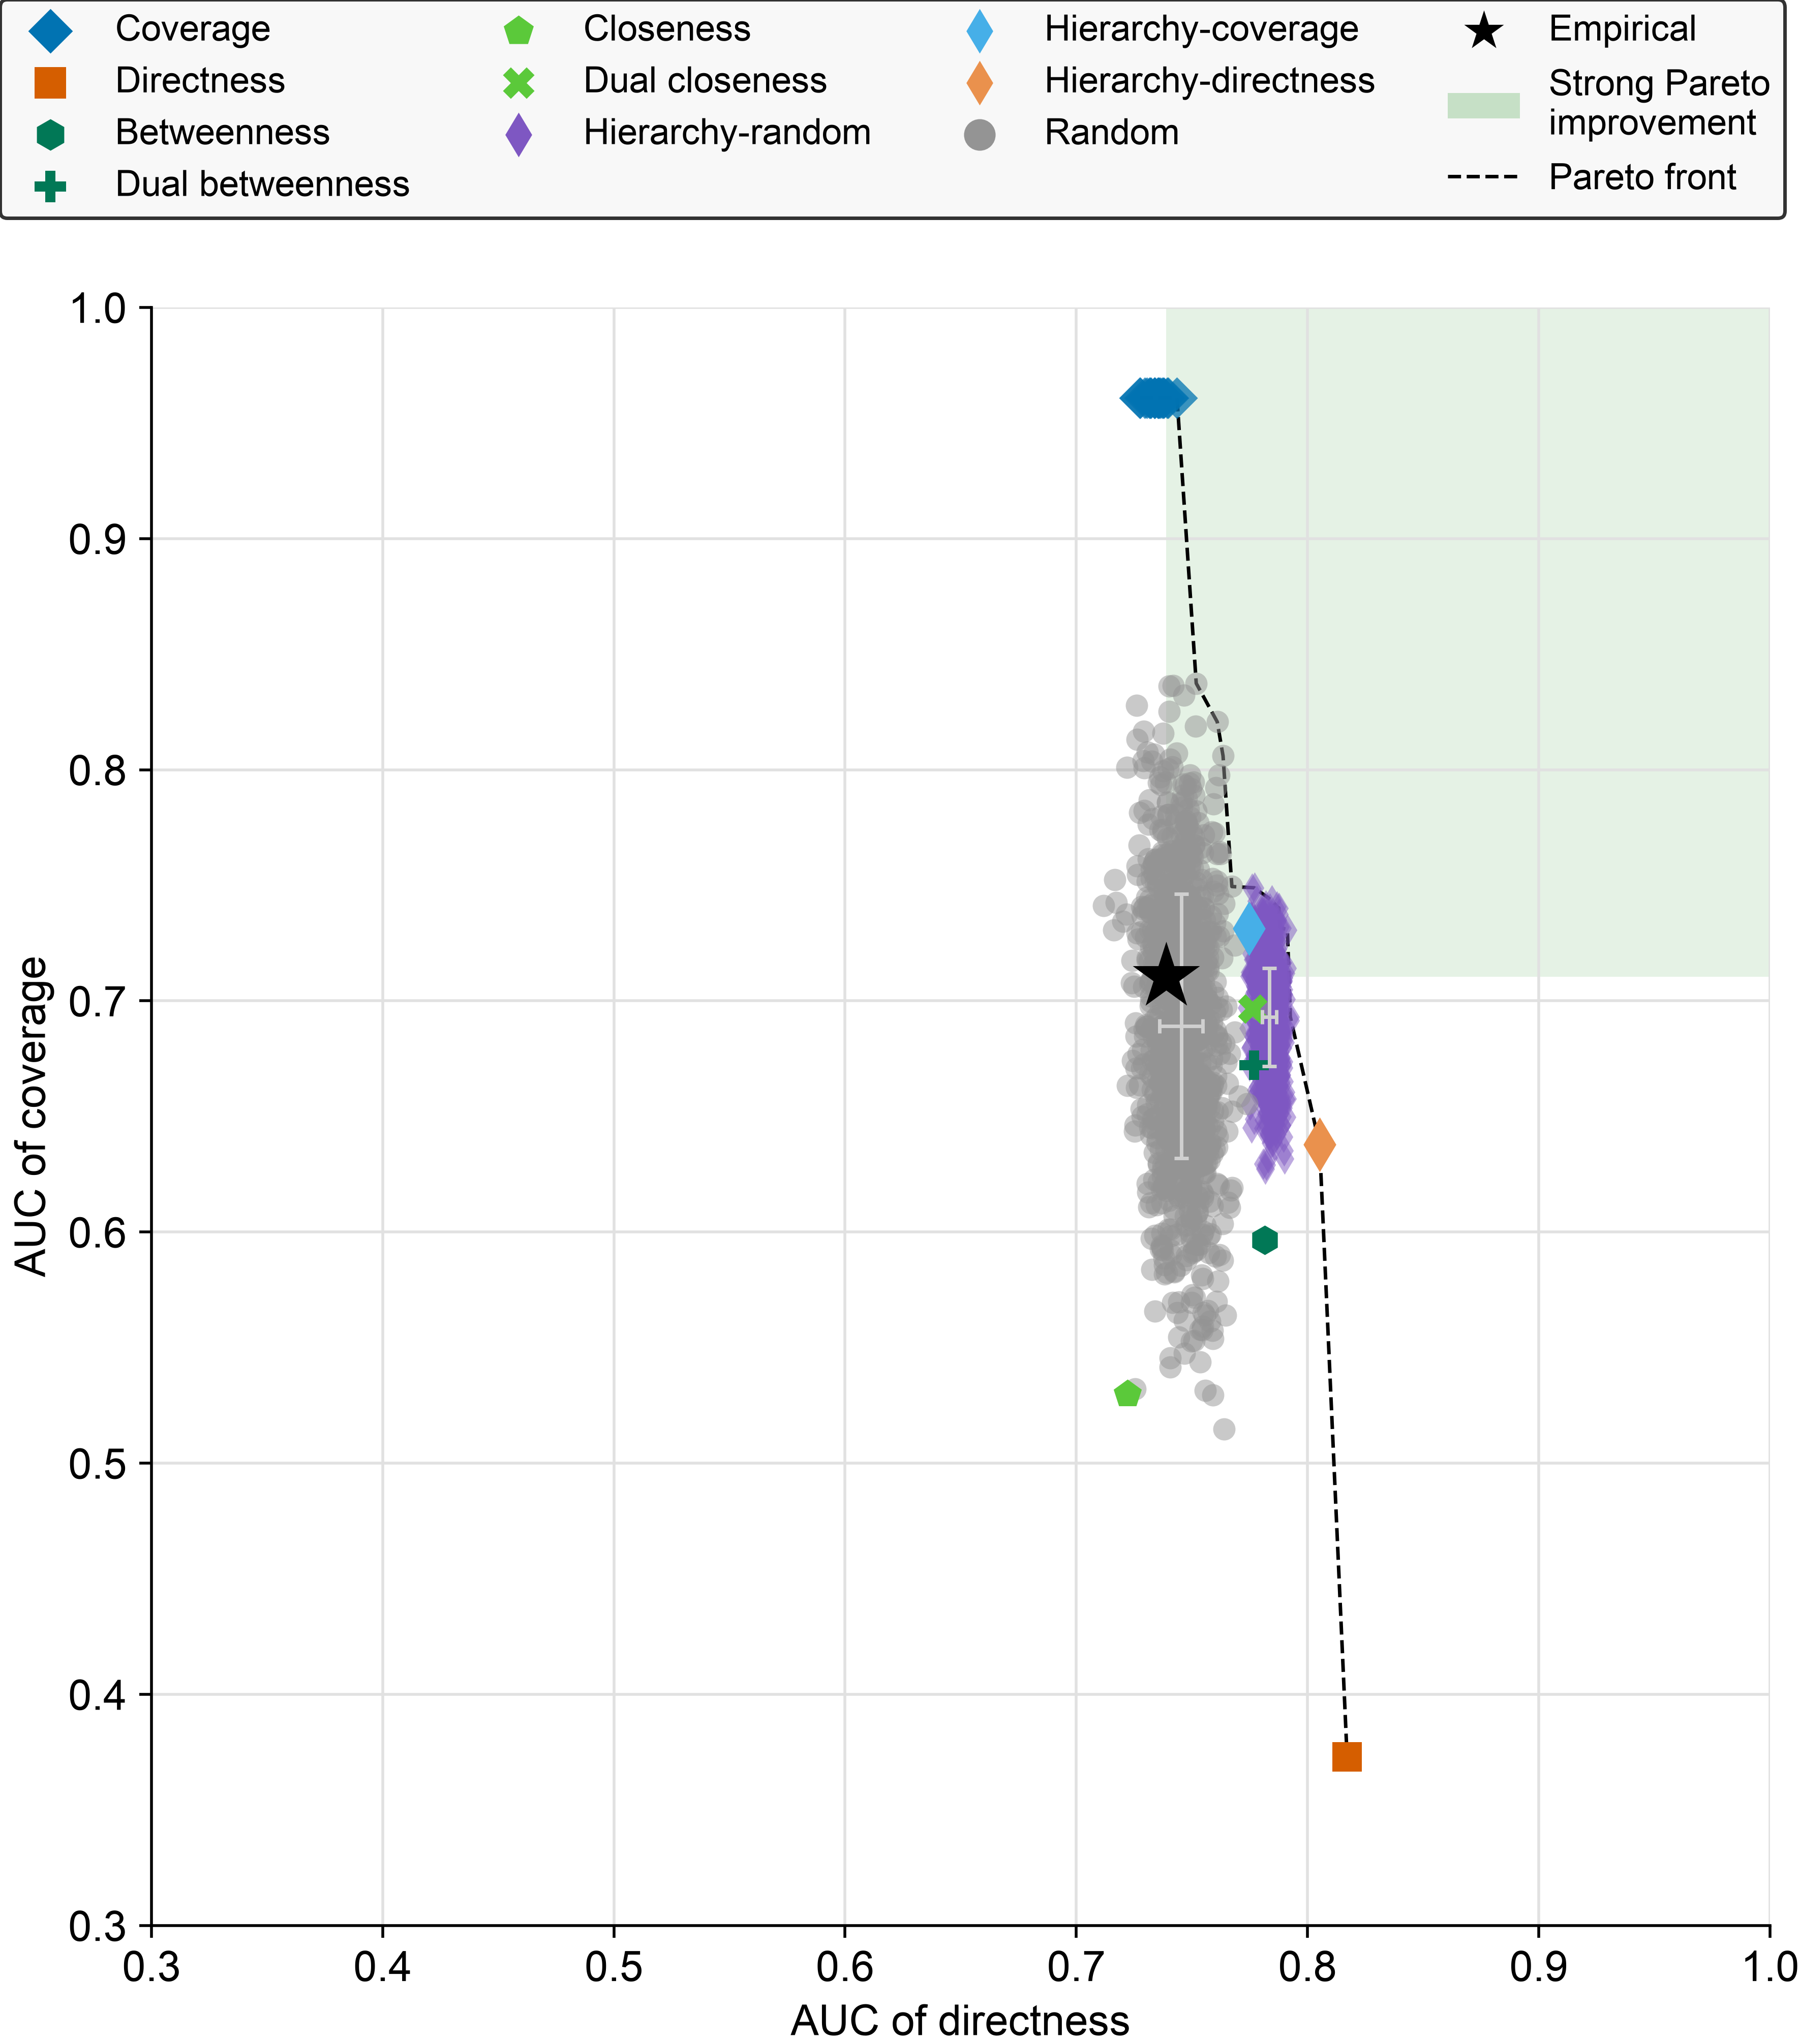 Coverage
Directness
Betweenness
Dual betweenness
Closeness
Dual closeness
Hierarchy-random
Hierarchy-coverage
Hierarchy-directness
Random
Empirical
Strong Pareto
improvement
Pareto front
1.0
0.9
0.8
0.7
0.6
0.5
0.4
0.3
AUC of coverage
0.3 0.4 0.5 0.6 0.7 0.8 0.9 1.0
AUC of directness